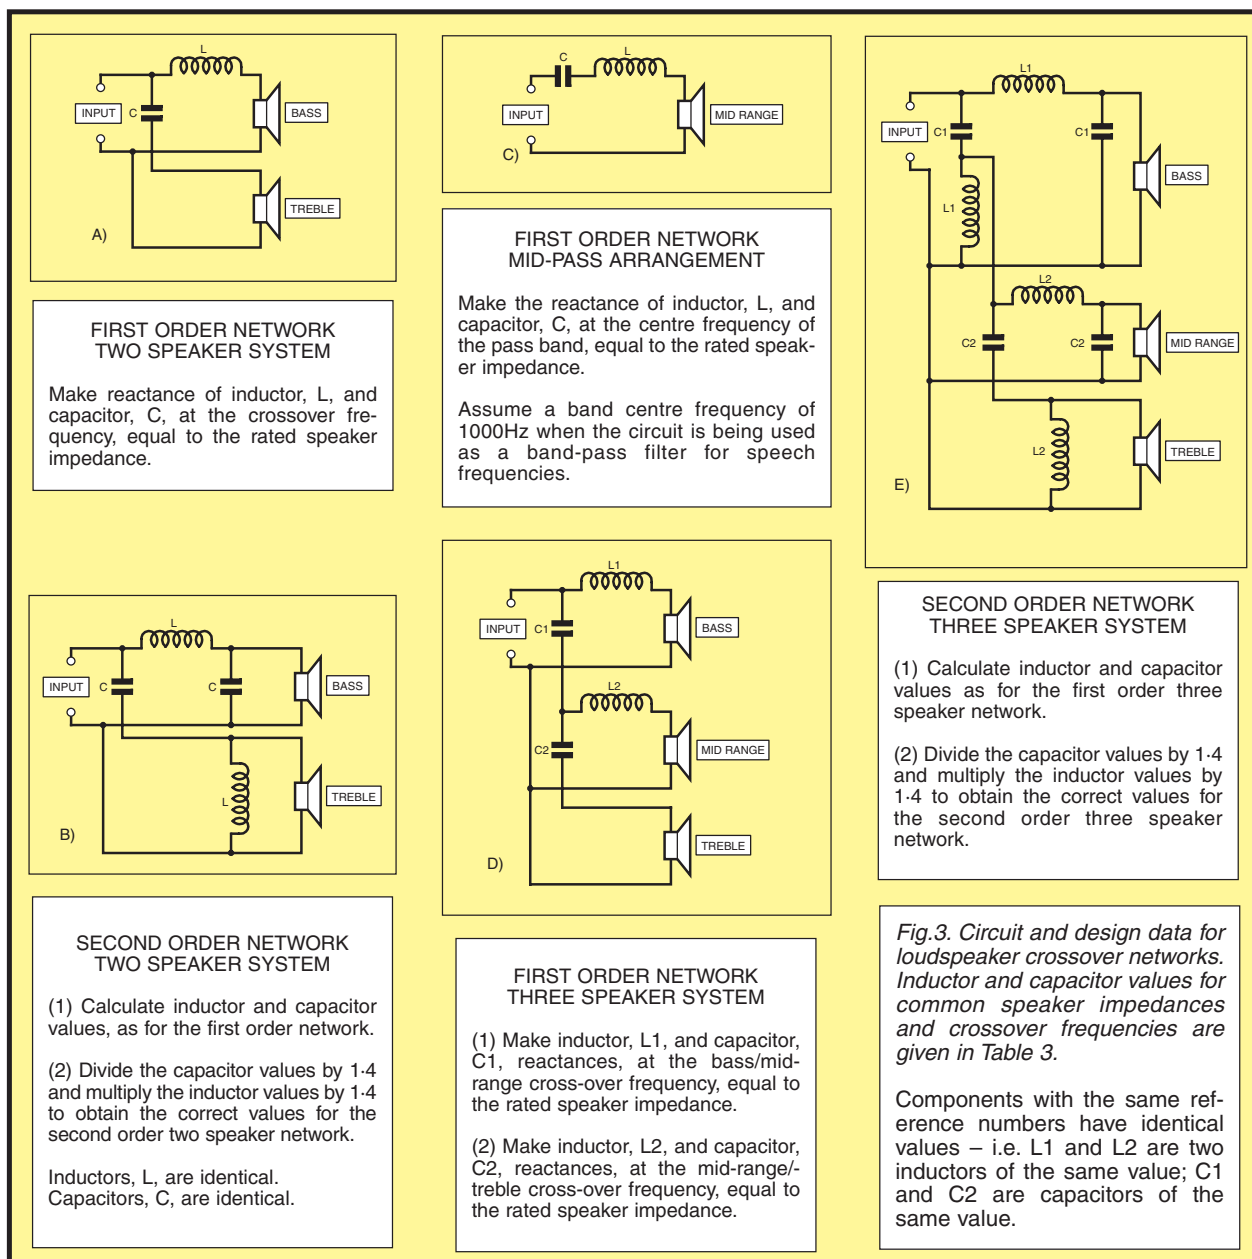 L
INPUT
C
BASS
TREBLE
A)
FIRST ORDER NETWORK
TWO SPEAKER SYSTEM
Make reactance of inductor, L, and
capacitor, C, at the crossover fre-
quency, equal to the rated speaker
impedance.
L
INPUT
C
C
BASS
L
TREBLE
B)
SECOND ORDER NETWORK
TWO SPEAKER SYSTEM
(1) Calculate inductor and capacitor
values, as for the first order network.
(2) Divide the capacitor values by 1·4
and multiply the inductor values by 1·4
to obtain the correct values for the
second order two speaker network.
Inductors, L, are identical.
Capacitors, C, are identical.
C
L
INPUT
MID RANGE
C)
FIRST ORDER NETWORK
MID-PASS ARRANGEMENT
Make the reactance of inductor, L, and
capacitor, C, at the centre frequency of
the pass band, equal to the rated speak-
er impedance.
Assume a band centre frequency of
1000Hz when the circuit is being used
as a band-pass filter for speech
frequencies.
L1
INPUT
C1
BASS
L2
C2
MID RANGE
TREBLE
D)
FIRST ORDER NETWORK
THREE SPEAKER SYSTEM
(1) Make inductor, L1, and capacitor,
C1, reactances, at the bass/mid-
range cross-over frequency, equal to
the rated speaker impedance.
(2) Make inductor, L2, and capacitor,
C2, reactances, at the mid-range/-
treble cross-over frequency, equal to
the rated speaker impedance.
L1
INPUT
C1
C1
BASS
L1
L2
C2
C2
MID RANGE
L2
TREBLE
E)
SECOND ORDER NETWORK
THREE SPEAKER SYSTEM
(1) Calculate inductor and capacitor
values as for the first order three
speaker network.
(2) Divide the capacitor values by 1·4
and multiply the inductor values by
1·4 to obtain the correct values for
the second order three speaker
network.
Fig.3. Circuit and design data for
loudspeaker crossover networks.
Inductor and capacitor values for
common speaker impedances
and crossover frequencies are
given in Table 3.
Components with the same ref-
erence numbers have identical
values – i.e. L1 and L2 are two
inductors of the same value; C1
and C2 are capacitors of the
same value.